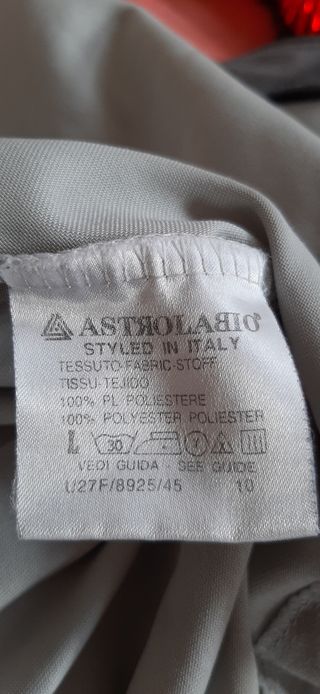 ASTROLABIO
STYLED IN ITALY
TESSUTO-FABRIC-STOFF
TISSU-TEJIDO
100% PL POLIESTERE
100% POLYESTER POLIESTER
L 30
VEDI GUIDA - SEE GUIDE
U27F/8925/45 10